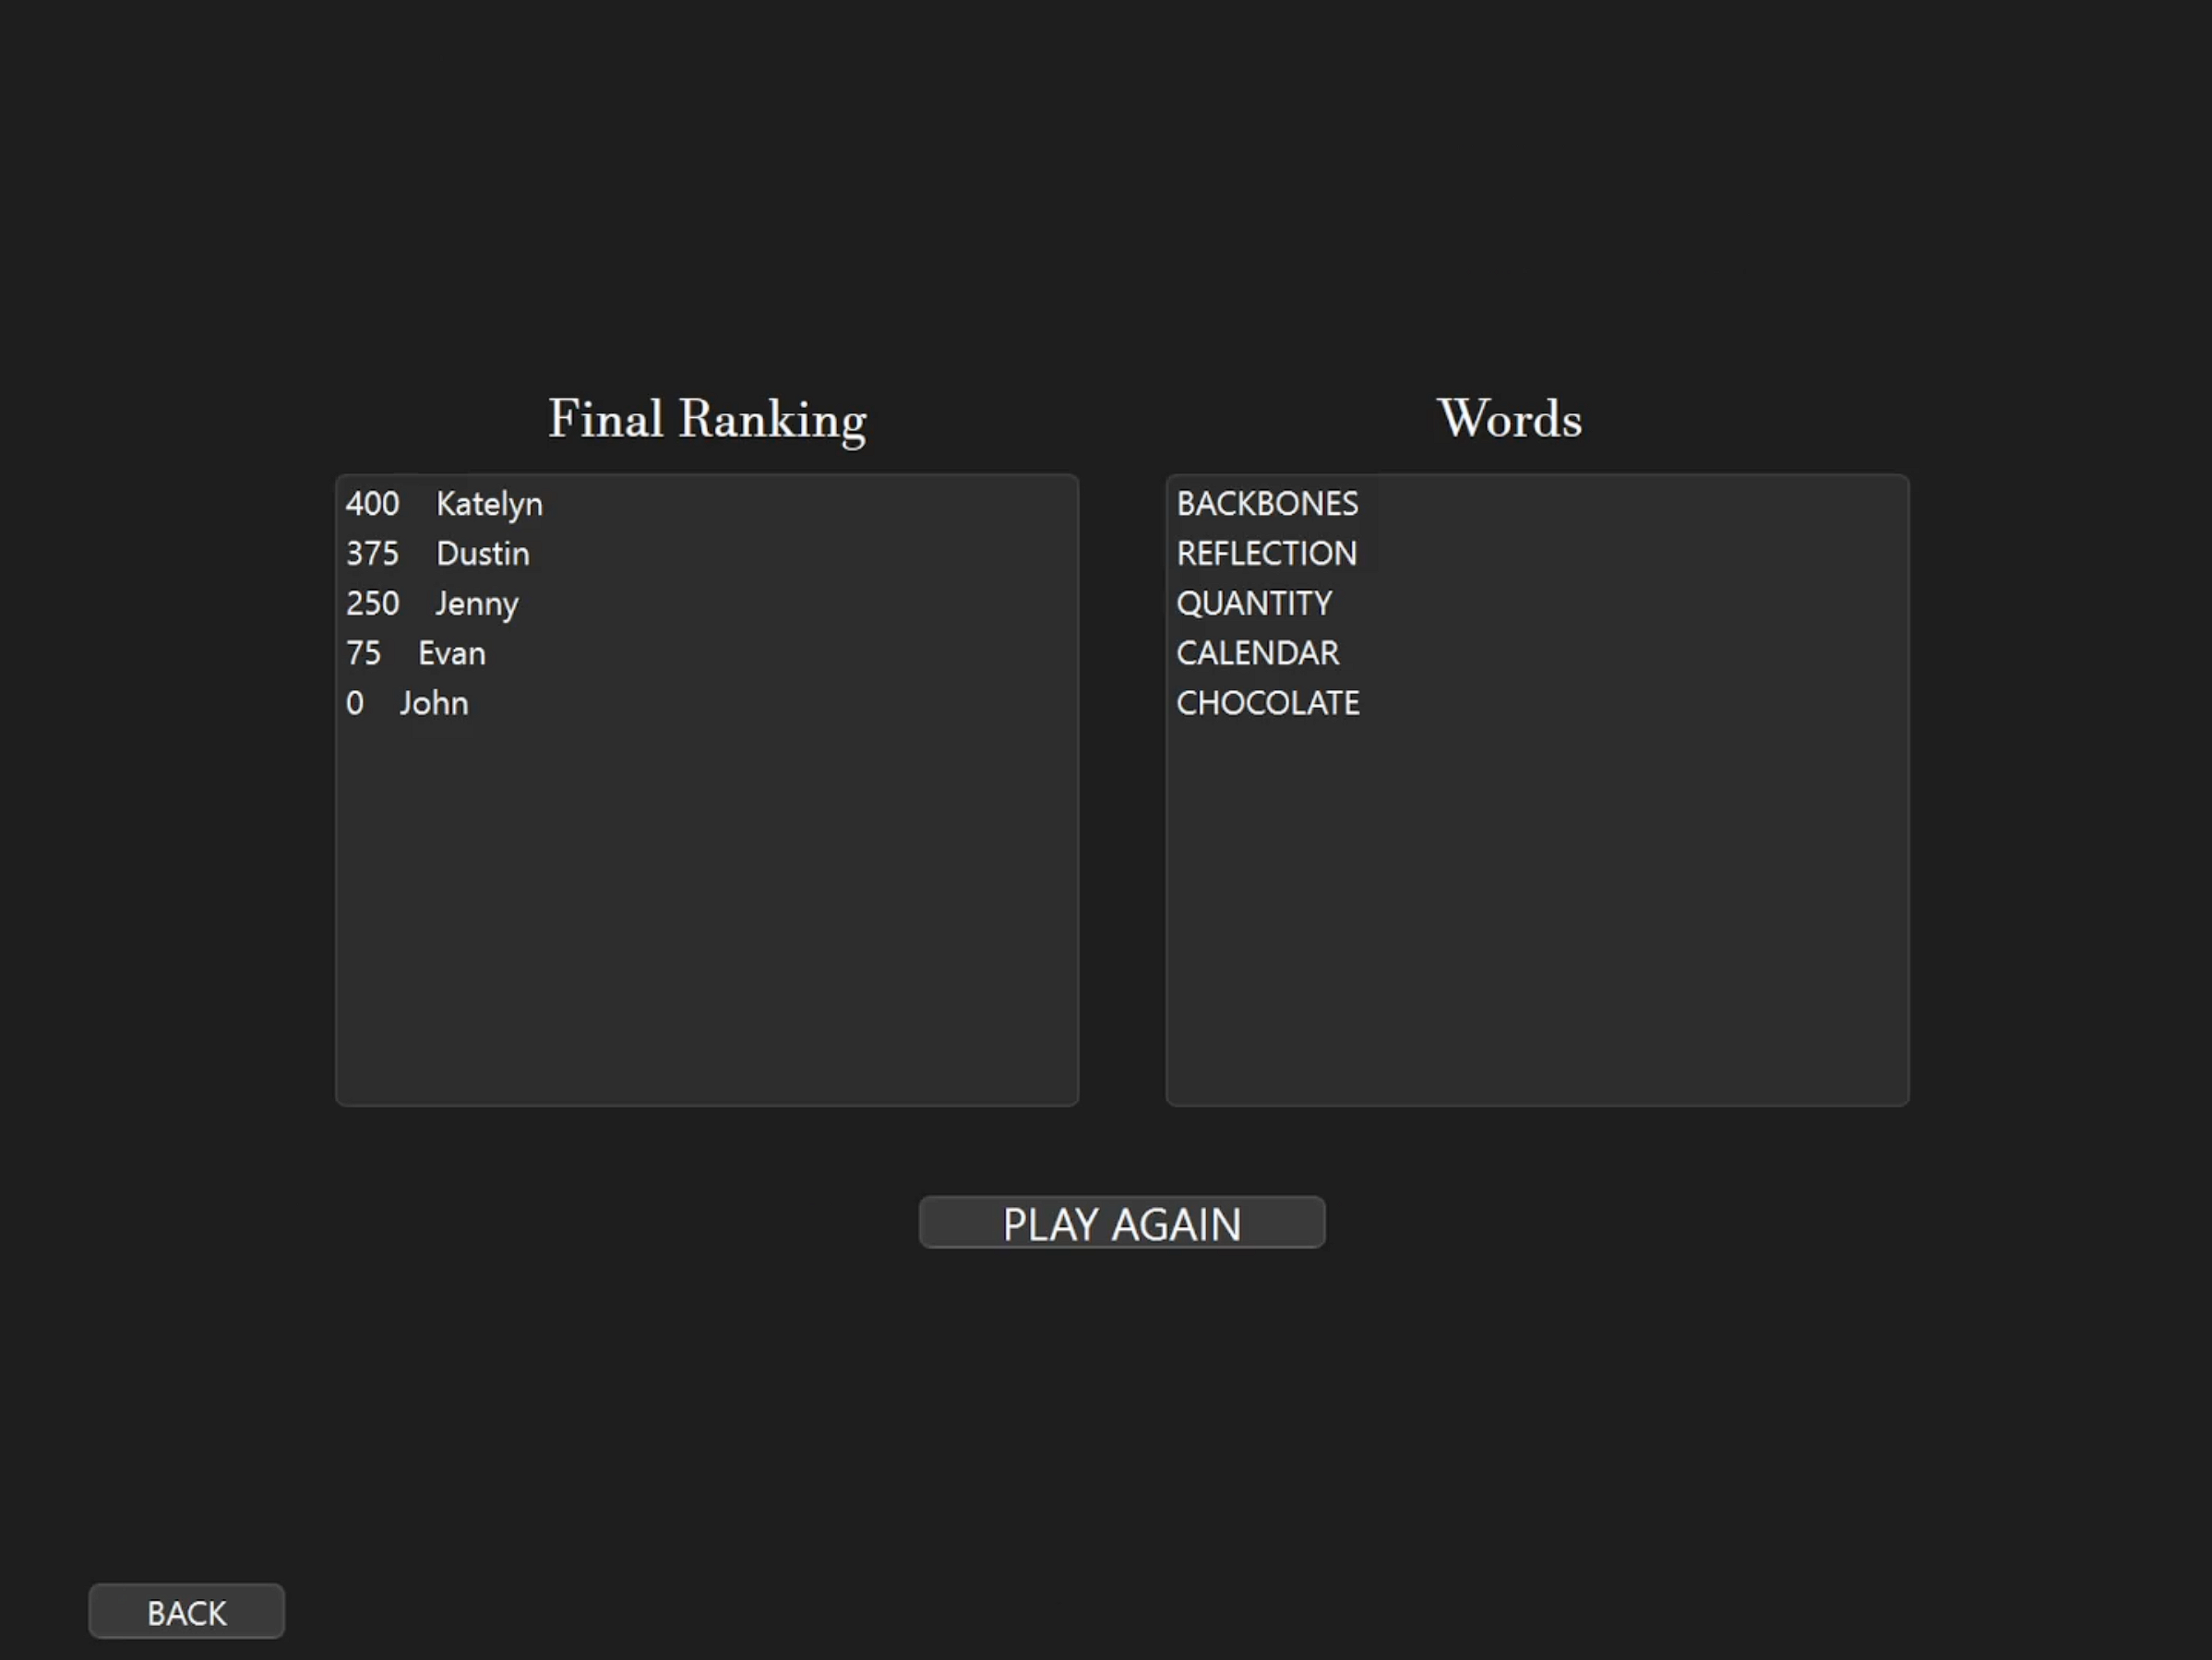 Final Ranking
400 Katelyn
375 Dustin
250 Jenny
75 Evan
0 John
Words
BACKBONES
REFLECTION
QUANTITY
CALENDAR
CHOCOLATE
PLAY AGAIN
BACK